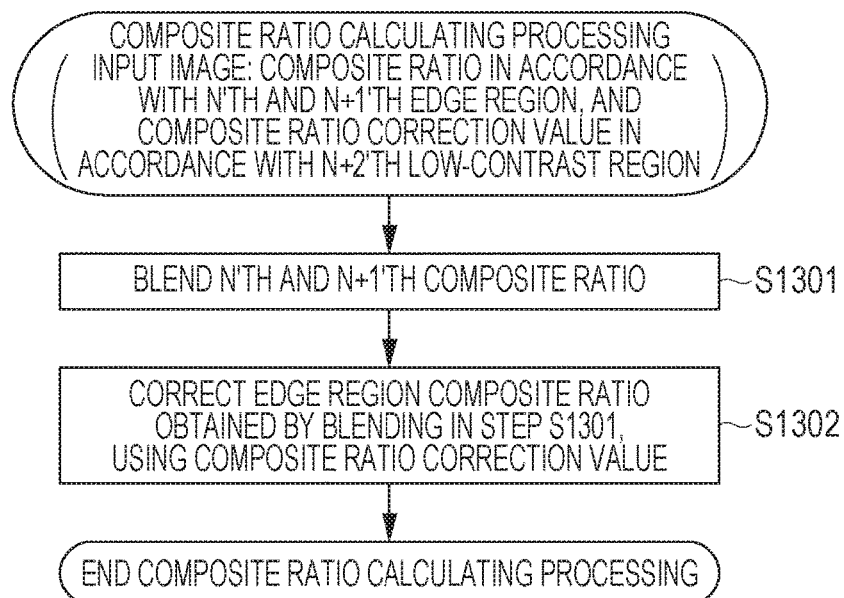 COMPOSITE RATIO CALCULATING PROCESSING
INPUT IMAGE: COMPOSITE RATIO IN ACCORDANCE
WITH N'TH AND N+1'TH EDGE REGION, AND
COMPOSITE RATIO CORRECTION VALUE IN
ACCORDANCE WITH N+2'TH LOW-CONTRAST REGION
BLEND N'TH AND N+1'TH COMPOSITE RATIO
S1301
CORRECT EDGE REGION COMPOSITE RATIO
OBTAINED BY BLENDING IN STEP S1301,
USING COMPOSITE RATIO CORRECTION VALUE
S1302
END COMPOSITE RATIO CALCULATING PROCESSING